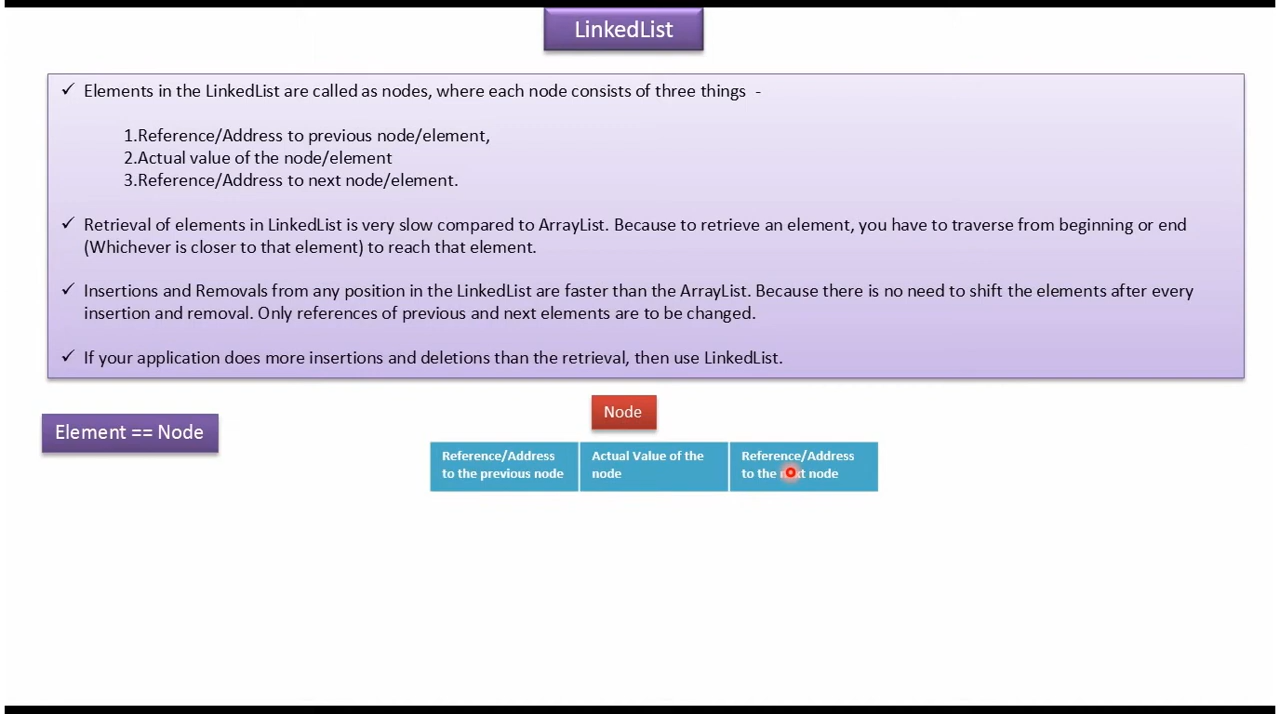 LinkedList
✓ Elements in the LinkedList are called as nodes, where each node consists of three things -
1.Reference/Address to previous node/element,
2.Actual value of the node/element
3.Reference/Address to next node/element.
✓ Retrieval of elements in LinkedList is very slow compared to ArrayList. Because to retrieve an element, you have to traverse from beginning or end
(Whichever is closer to that element) to reach that element.
✓ Insertions and Removals from any position in the LinkedList are faster than the ArrayList. Because there is no need to shift the elements after every
insertion and removal. Only references of previous and next elements are to be changed.
✓ If your application does more insertions and deletions than the retrieval, then use LinkedList.
Element == Node
Node
Reference/Address
to the previous node
Actual Value of the
node
Reference/Address
to the next node